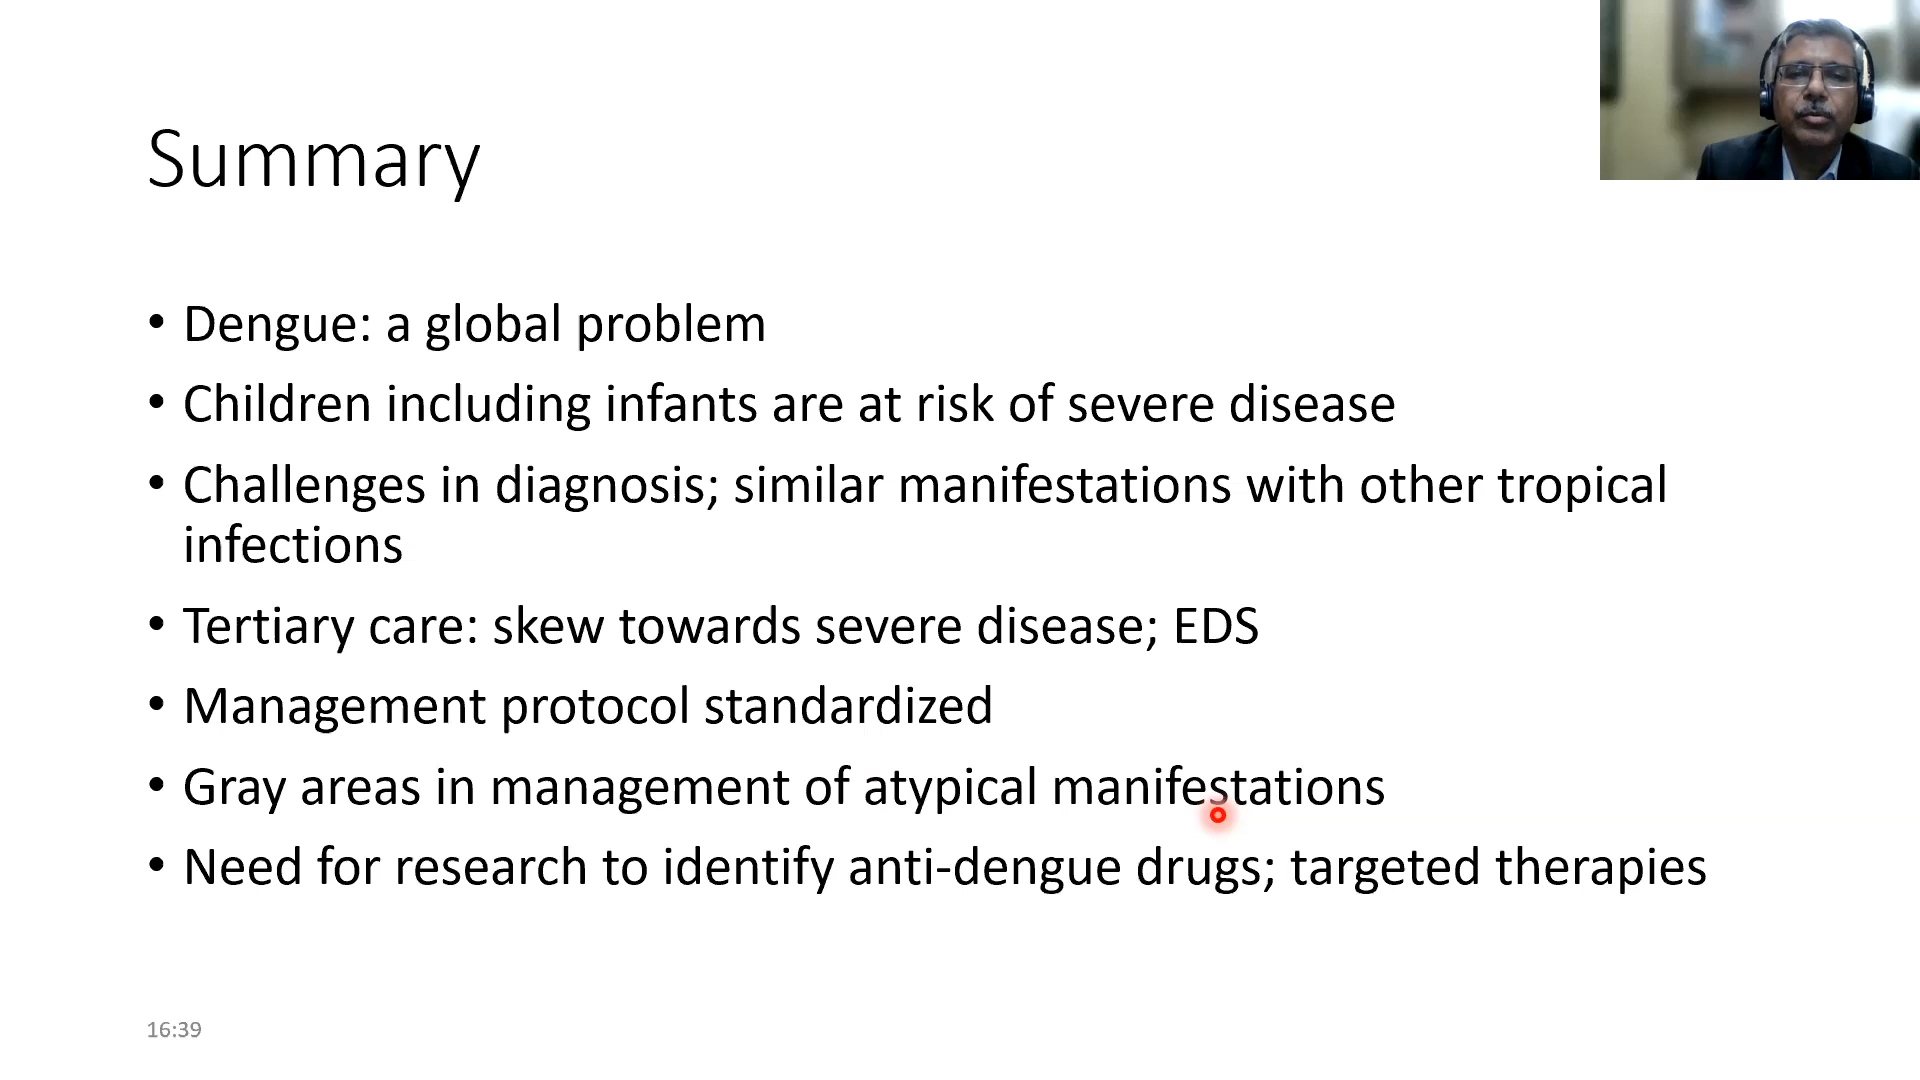 Summary
• Dengue: a global problem
• Children including infants are at risk of severe disease
• Challenges in diagnosis; similar manifestations with other tropical
infections
• Tertiary care: skew towards severe disease; EDS
• Management protocol standardized
• Gray areas in management of atypical manifestations
• Need for research to identify anti-dengue drugs; targeted therapies
16:39